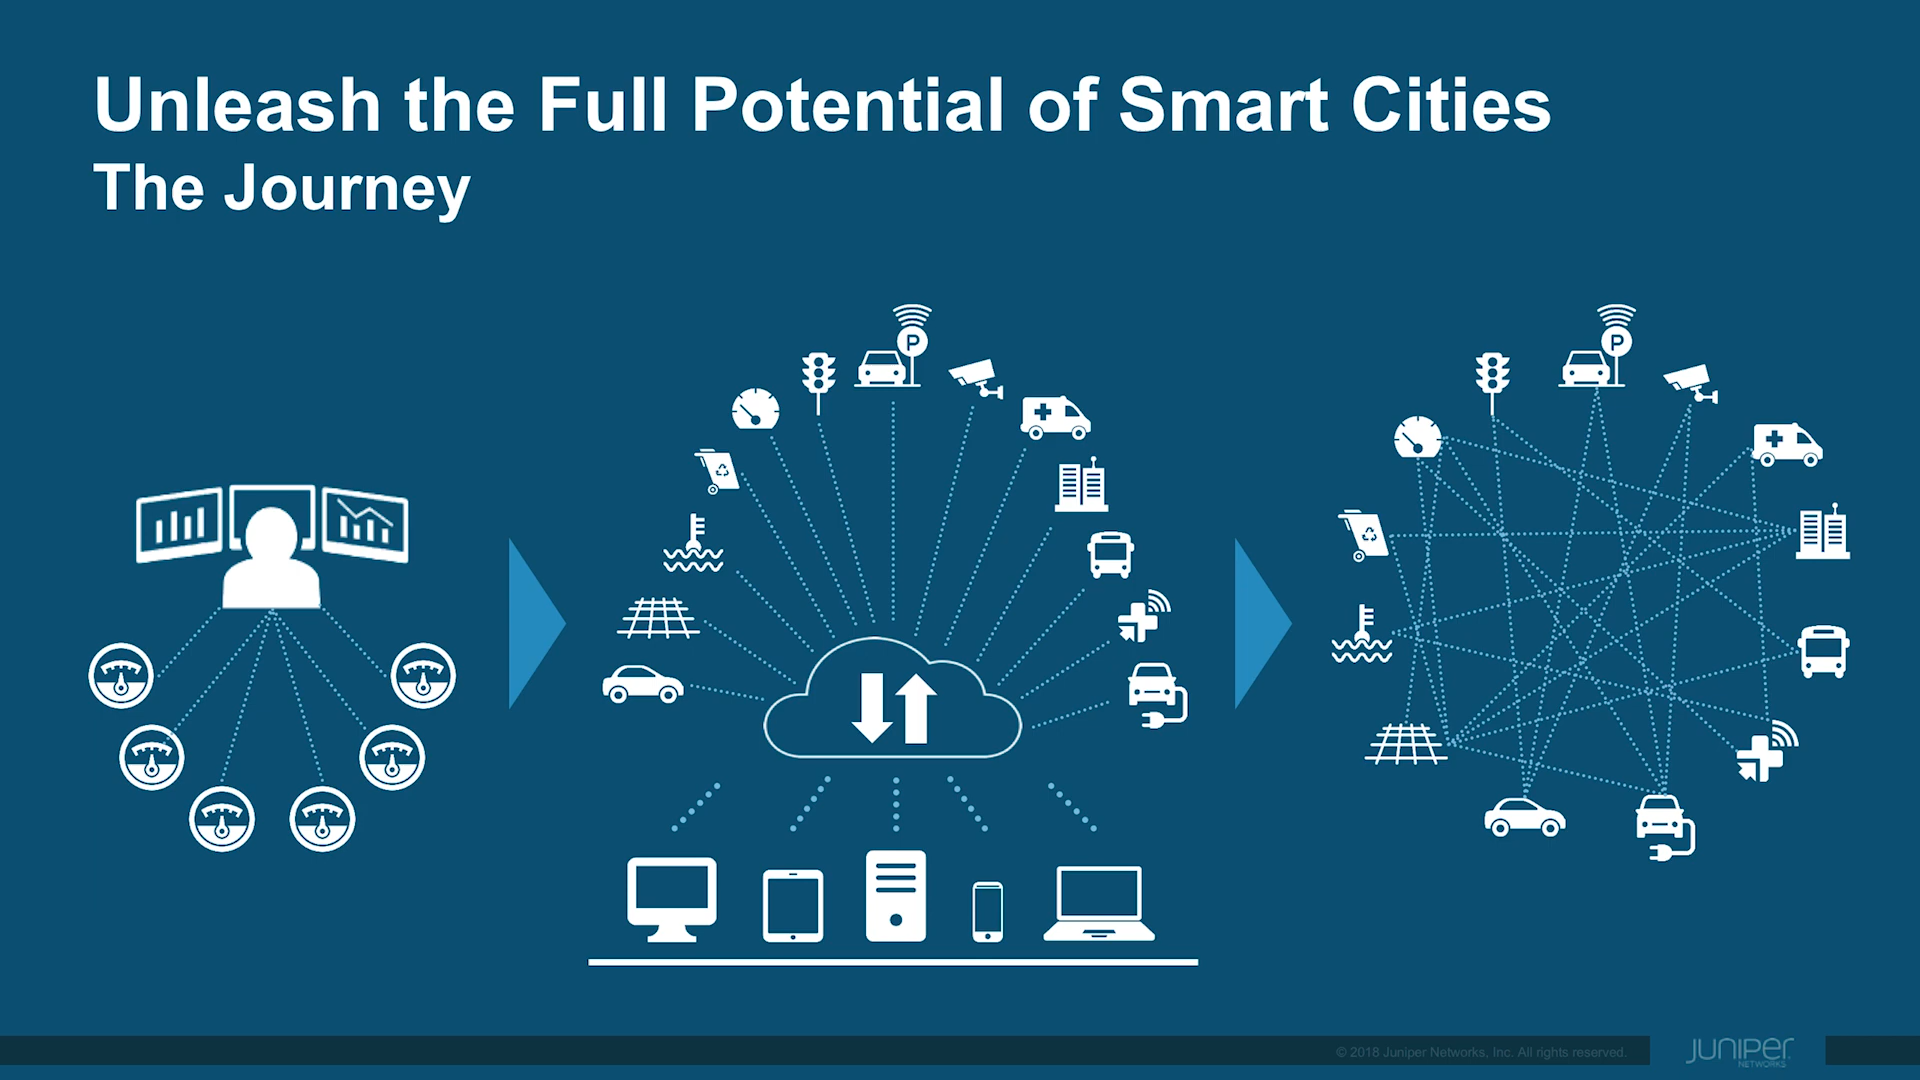 Unleash the Full Potential of Smart Cities
The Journey
P
P
© 2018 Juniper Networks, Inc. All rights reserved.
JUNIPER
NETWORKS